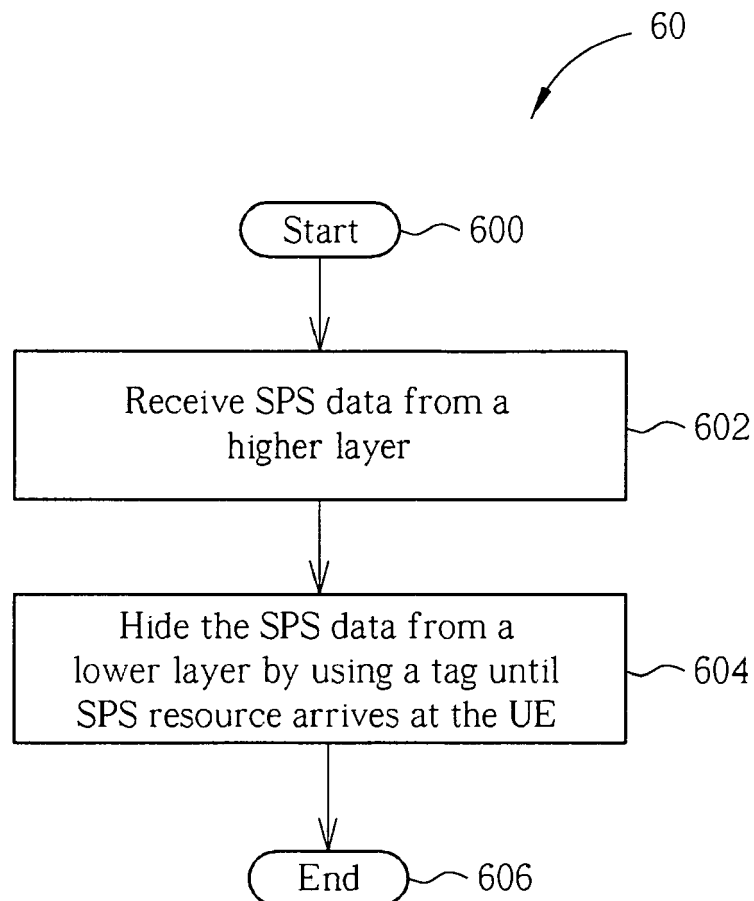 60
Start
600
Receive SPS data from a
higher layer
602
Hide the SPS data from a
lower layer by using a tag until
SPS resource arrives at the UE
604
End
606